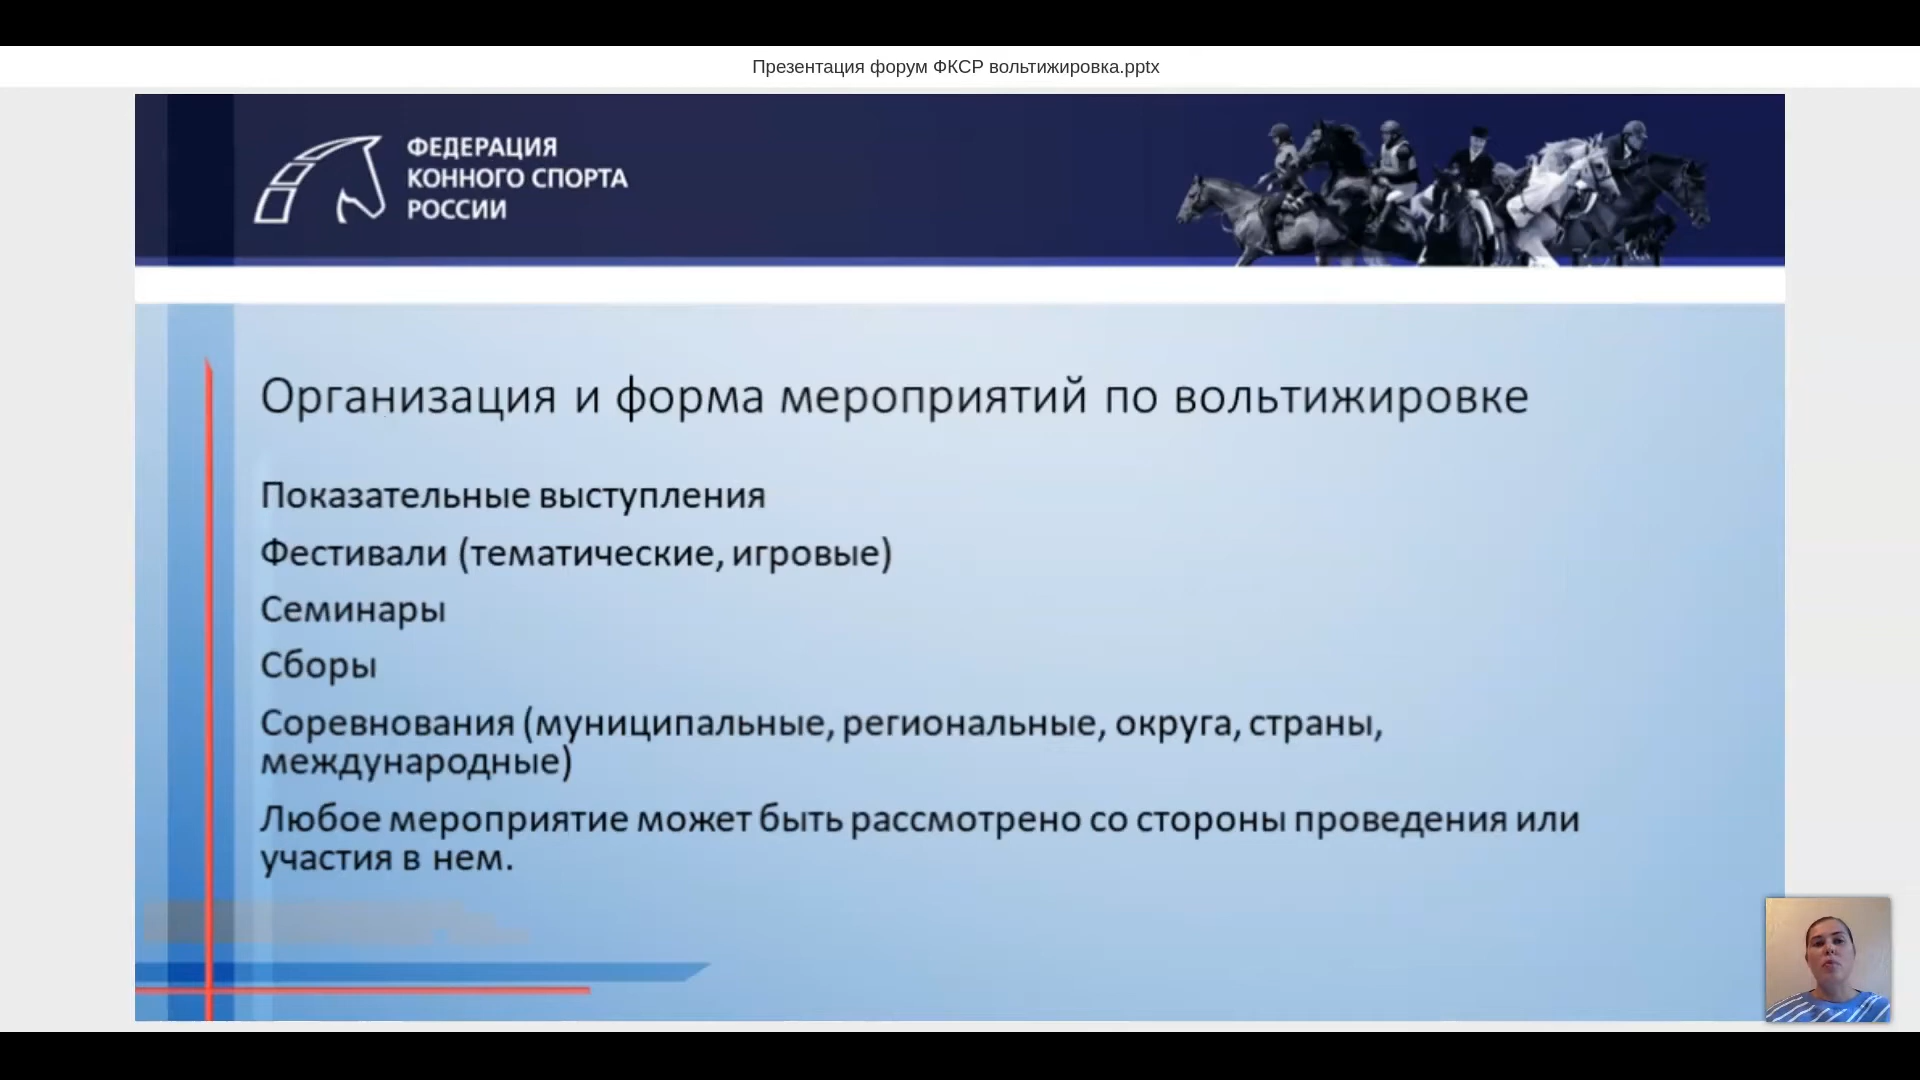 Презентация форум ФКСР вольтижировка.pptx
ФЕДЕРАЦИЯ
КОННОГО СПОРТА
РОССИИ
Организация и форма мероприятий по вольтижировке
Показательные выступления
Фестивали (тематические, игровые)
Семинары
Сборы
Соревнования (муниципальные, региональные, округа, страны,
международные)
Любое мероприятие может быть рассмотрено со стороны проведения или
участия в нем.